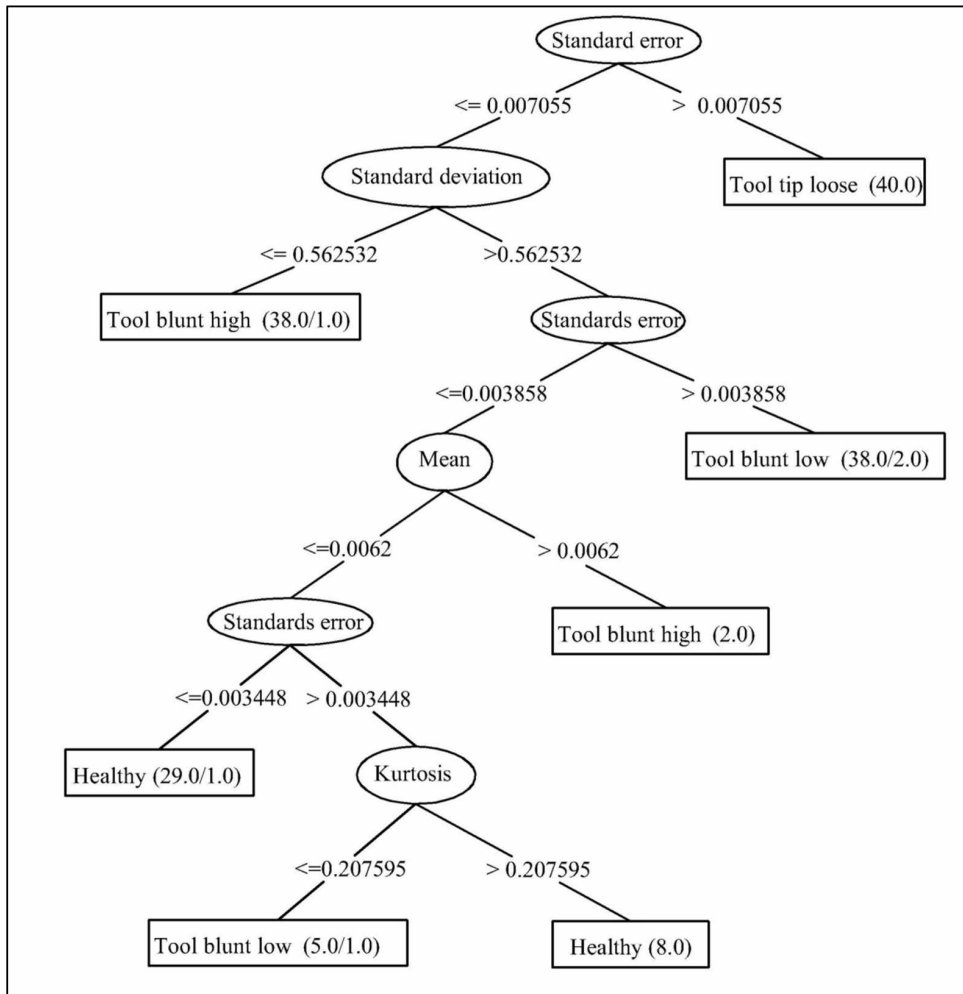 Standard error
<= 0.007055
> 0.007055
Standard deviation
Tool tip loose (40.0)
<= 0.562532
>0.562532
Tool blunt high (38.0/1.0)
Standards error
<=0.003858
> 0.003858
Mean
Tool blunt low (38.0/2.0)
<=0.0062
> 0.0062
Standards error
Tool blunt high (2.0)
<=0.003448
> 0.003448
Healthy (29.0/1.0)
Kurtosis
<=0.207595
> 0.207595
Tool blunt low (5.0/1.0)
Healthy (8.0)